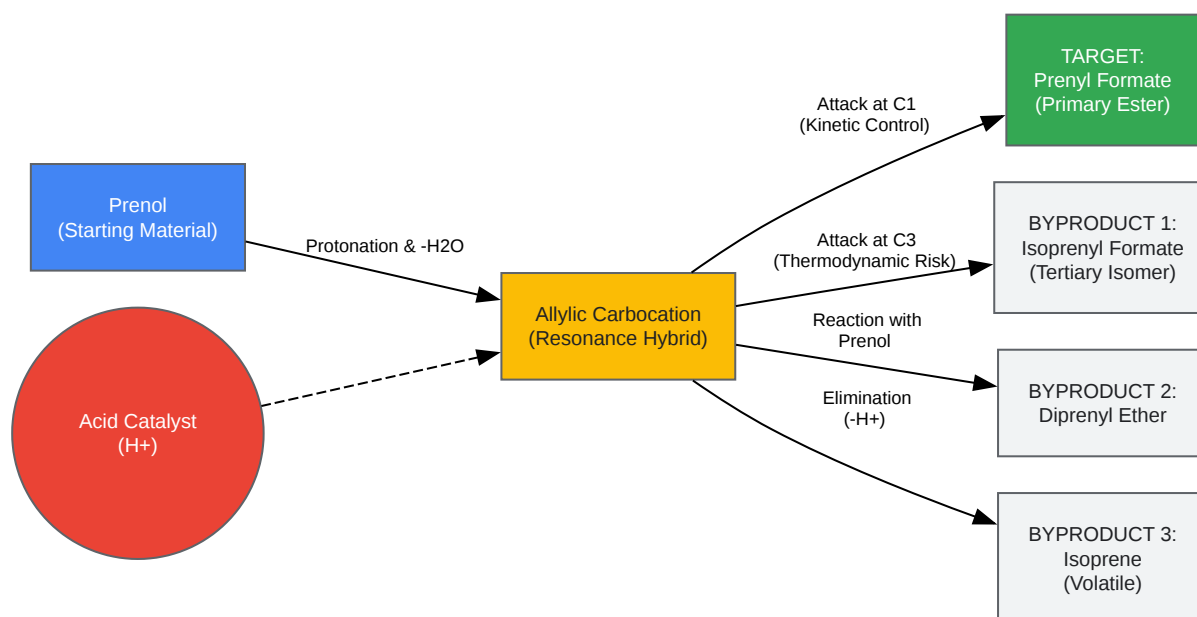 Prenol
(Starting Material)
Acid Catalyst
(H+)
Protonation & -H2O
Allylic Carbocation
(Resonance Hybrid)
Attack at C1
(Kinetic Control)
Attack at C3
(Thermodynamic Risk)
Reaction with
Prenol
Elimination
(-H+)
TARGET:
Prenyl Formate
(Primary Ester)
BYPRODUCT 1:
Isoprenyl Formate
(Tertiary Isomer)
BYPRODUCT 2:
Diprenyl Ether
BYPRODUCT 3:
Isoprene
(Volatile)